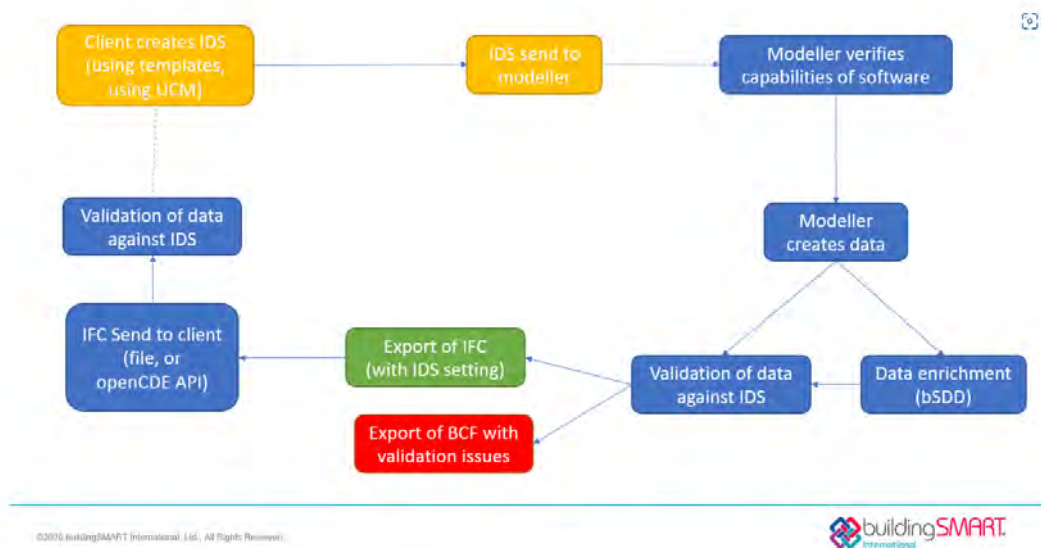 Client creates IDS
(using templates,
using UCM)
IDS send to
modeller
Modeller verifies
capabilities of software
Validation of data
against IDS
Modeller
creates data
IFC Send to client
(file, or
openCDE API)
Export of IFC
(with IDS setting)
Validation of data
against IDS
Data enrichment
(bSDD)
Export of BCF with
validation issues
©2020 buildingSMART International, Ltd., All Rights Reserved.
buildingSMART.
International